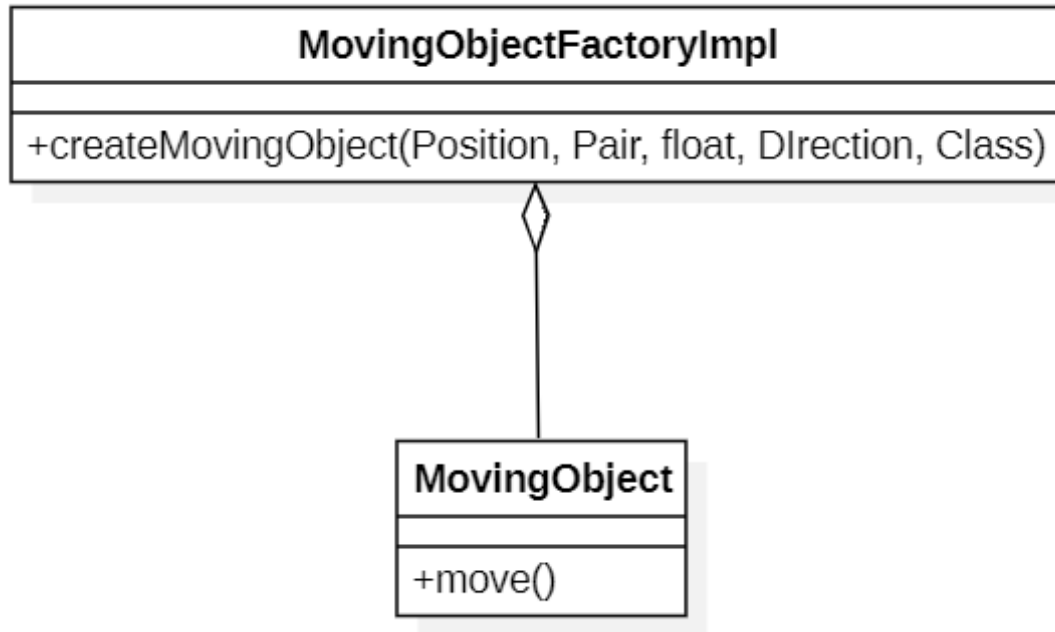 MovingObjectFactoryImpl
+createMovingObject(Position, Pair, float, DIrection, Class)
MovingObject
+move()